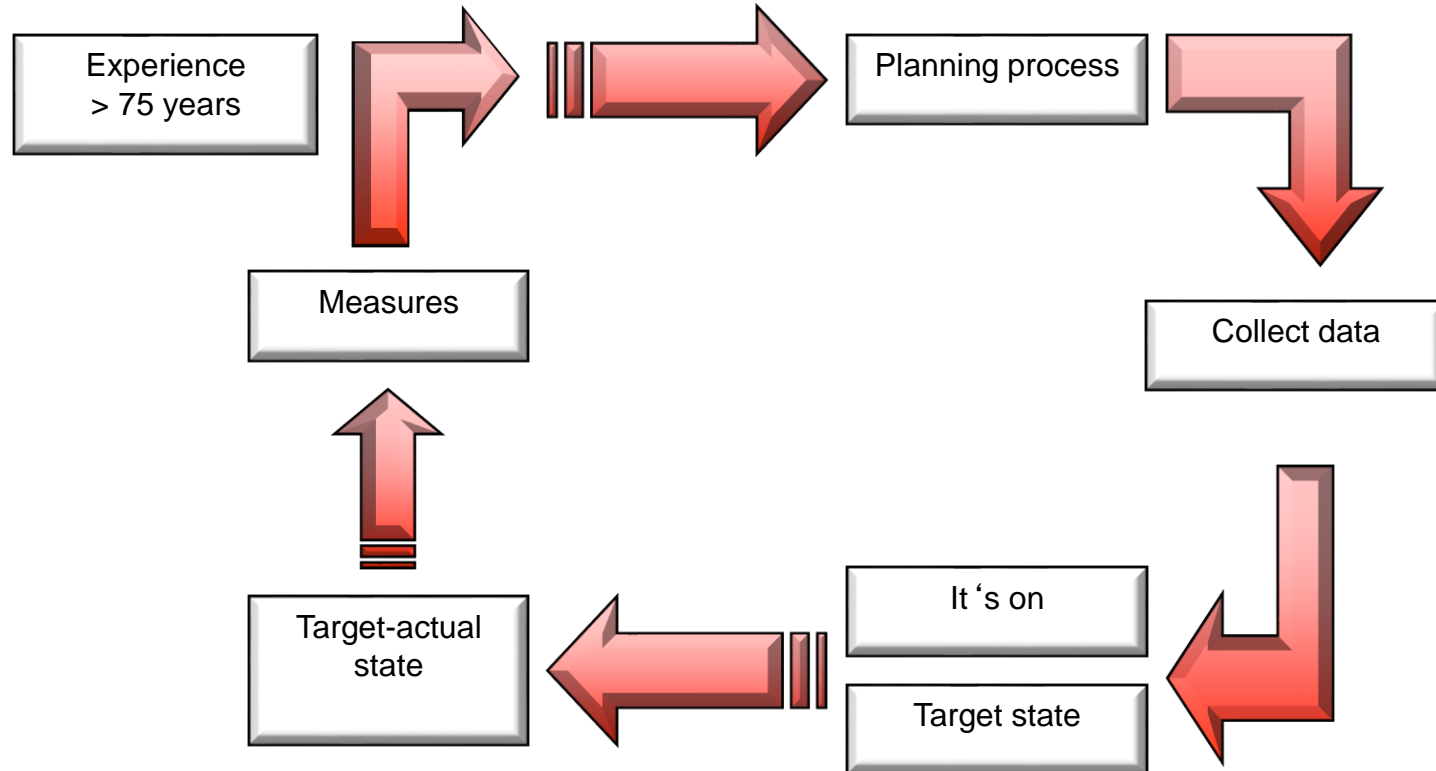 Experience
> 75 years
Planning process
Measures
Collect data
It‘s on
Target-actual
state
Target state